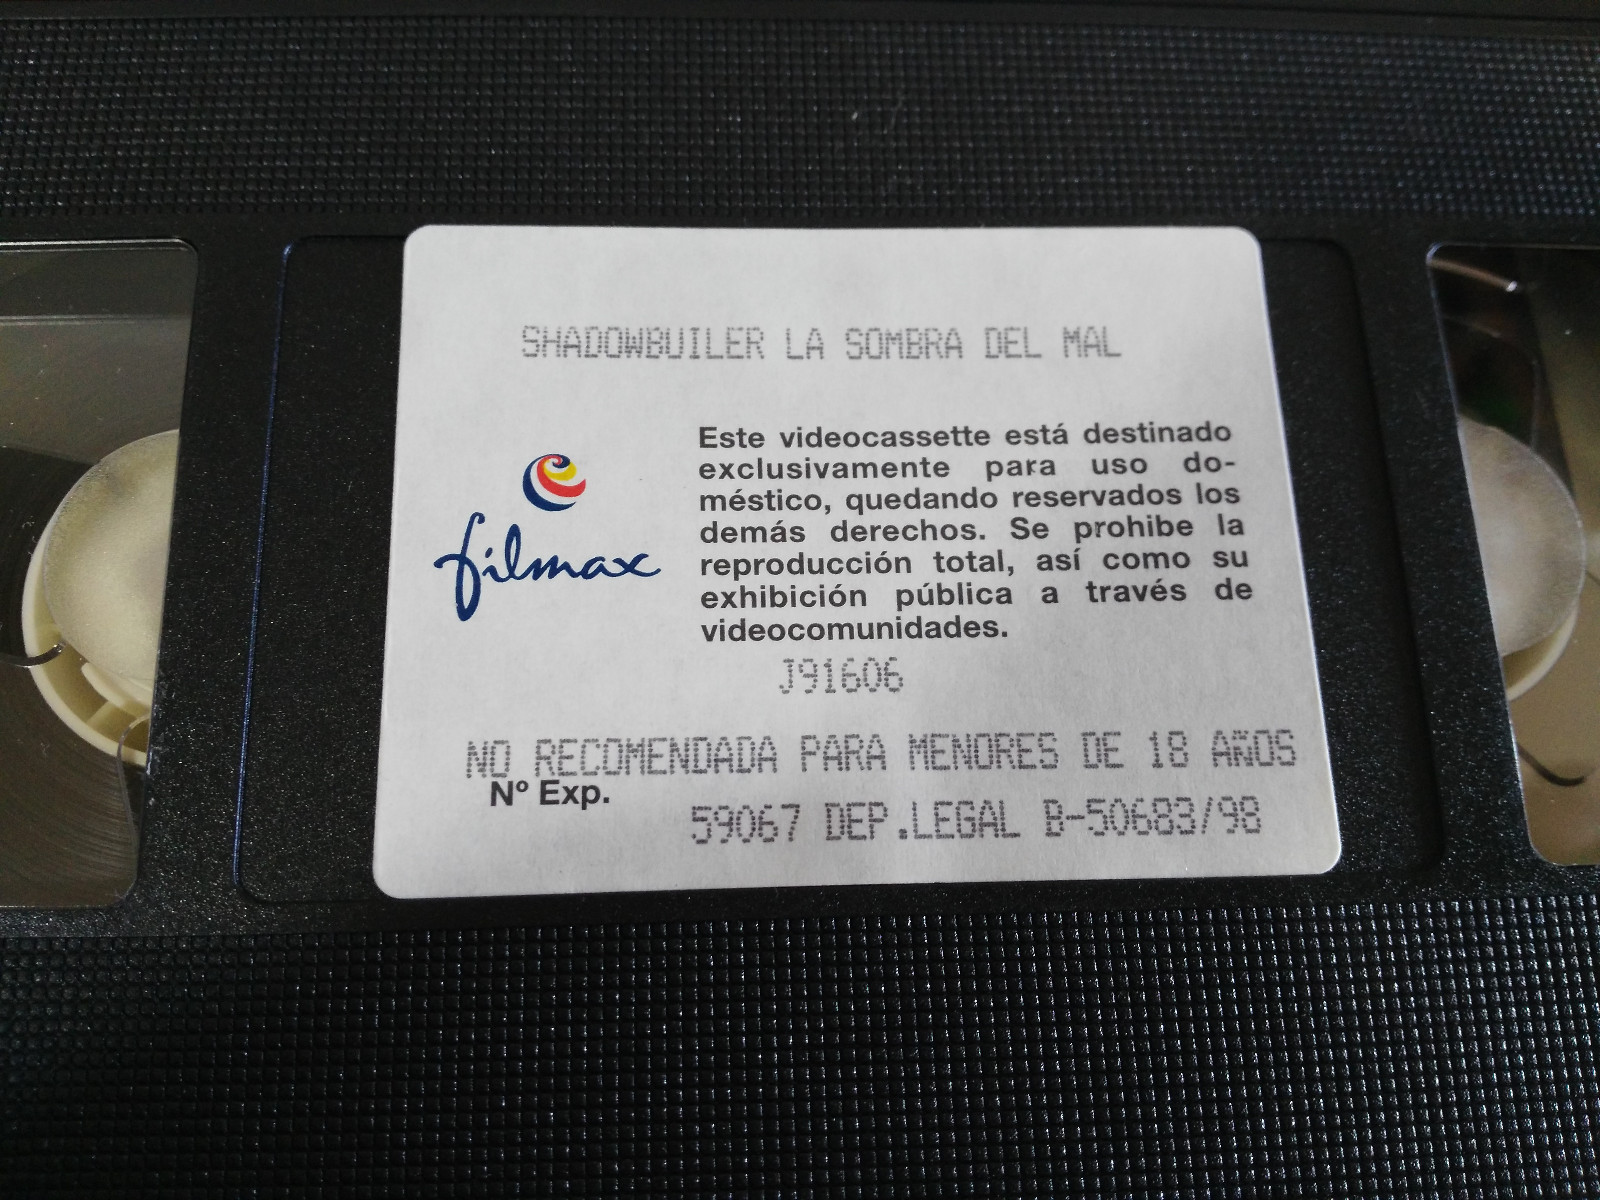 SHADOWBUILER LA SOMBRA DEL MAL
filmax
Este videocassette está destinado
exclusivamente para uso do-
méstico, quedando reservados los
demás derechos. Se prohibe la
reproducción total, así como su
exhibición pública a través de
videocomunidades.
J91606
NO RECOMENDADA PARA MENORES DE 18 AÑOS
Nº Exp.
59067 DEP.LEGAL B-50683/98